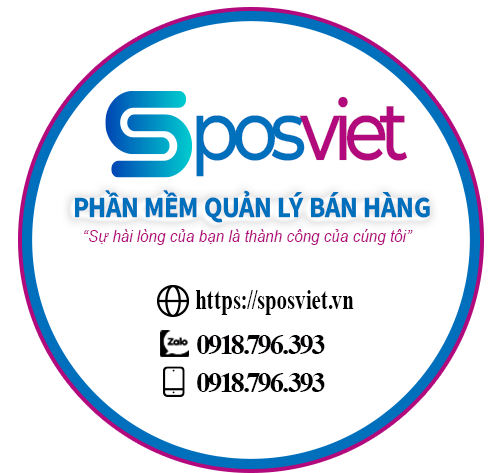 Sposviet
PHẦN MỀM QUẢN LÝ BÁN HÀNG
“Sự hài lòng của bạn là thành công của cúng tôi”
https://sposviet.vn
Zalo 0918.796.393
0918.796.393